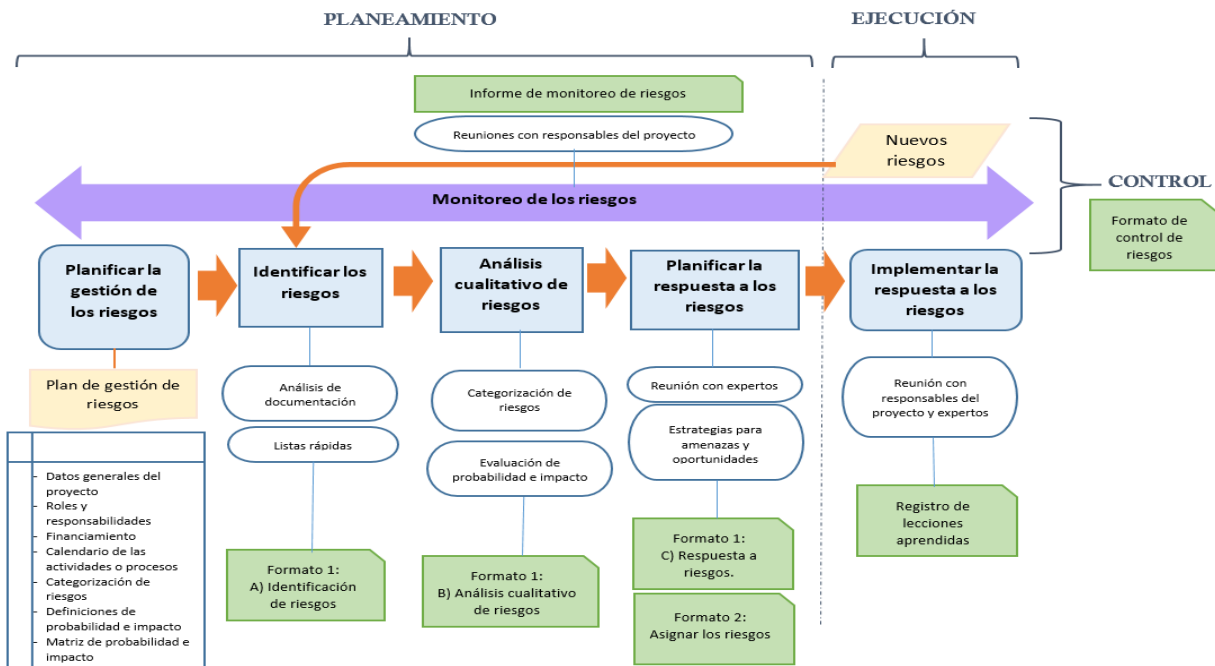 PLANEAMIENTO
EJECUCIÓN
Informe de monitoreo de riesgos
Reuniones con responsables del proyecto
Nuevos
riesgos
CONTROL
Monitoreo de los riesgos
Formato de
control de
riesgos
Planificar la
gestión de
los riesgos
Identificar los
riesgos
Análisis
cualitativo de
riesgos
Planificar la
respuesta a los
riesgos
Implementar la
respuesta a los
riesgos
Plan de gestión de
riesgos
Análisis de
documentación
Listas rápidas
Categorización de
riesgos
Evaluación de
probabilidad e impacto
Reunión con expertos
Estrategias para
amenazas y
oportunidades
Reunión con
responsables del
proyecto y expertos
- Datos generales del
proyecto
- Roles y
responsabilidades
- Financiamiento
- Calendario de las
actividades o procesos
- Categorización de
riesgos
- Definiciones de
probabilidad e impacto
- Matriz de probabilidad e
impacto
Formato 1:
A) Identificación
de riesgos
Formato 1:
B) Análisis cualitativo
de riesgos
Formato 1:
C) Respuesta a
riesgos.
Formato 2:
Asignar los riesgos
Registro de
lecciones
aprendidas